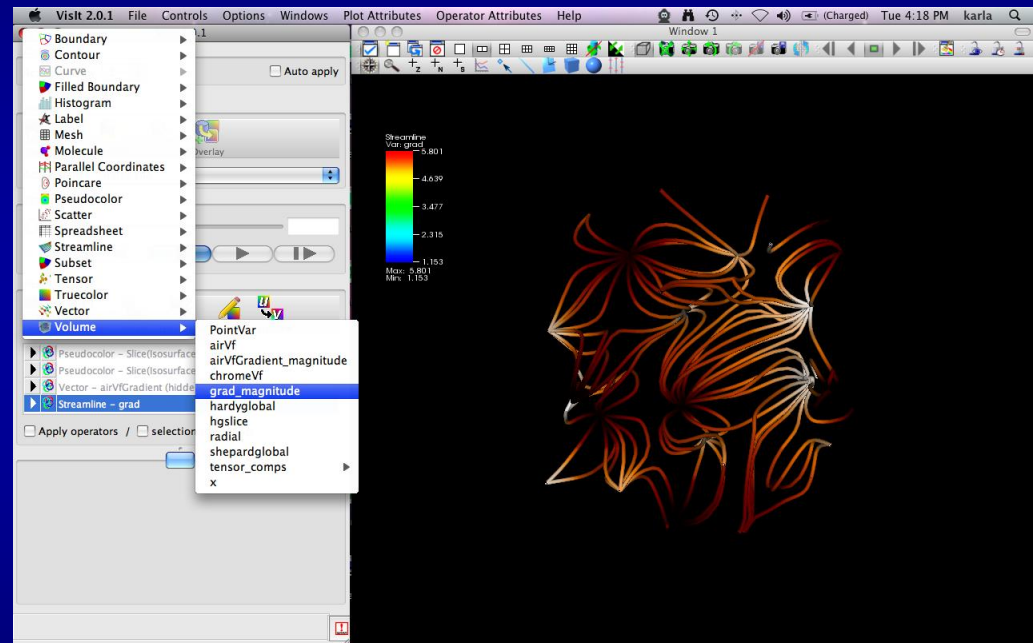 VisIt 2.0.1 File Controls Options Windows Plot Attributes Operator Attributes Help (Charged) Tue 4:18 PM karla
.1
Window 1
Boundary
Contour
Curve
Filled Boundary
Histogram
Label
Mesh
Molecule
Parallel Coordinates
Poincare
Pseudocolor
Scatter
Spreadsheet
Streamline
Subset
Tensor
Truecolor
Vector
Volume
Auto apply
Overlay
PointVar
airVf
airVfGradient_magnitude
chromeVf
grad_magnitude
hardyglobal
hgslice
radial
shepardglobal
tensor_comps
x
Pseudocolor – Slice(Isosurface
Pseudocolor – Slice(Isosurface
Vector – airVfGradient (hidde
Streamline – grad
Apply operators / selection
Streamline
Var: grad
5.801
4.639
3.477
2.315
1.153
Max: 5.801
Min: 1.153